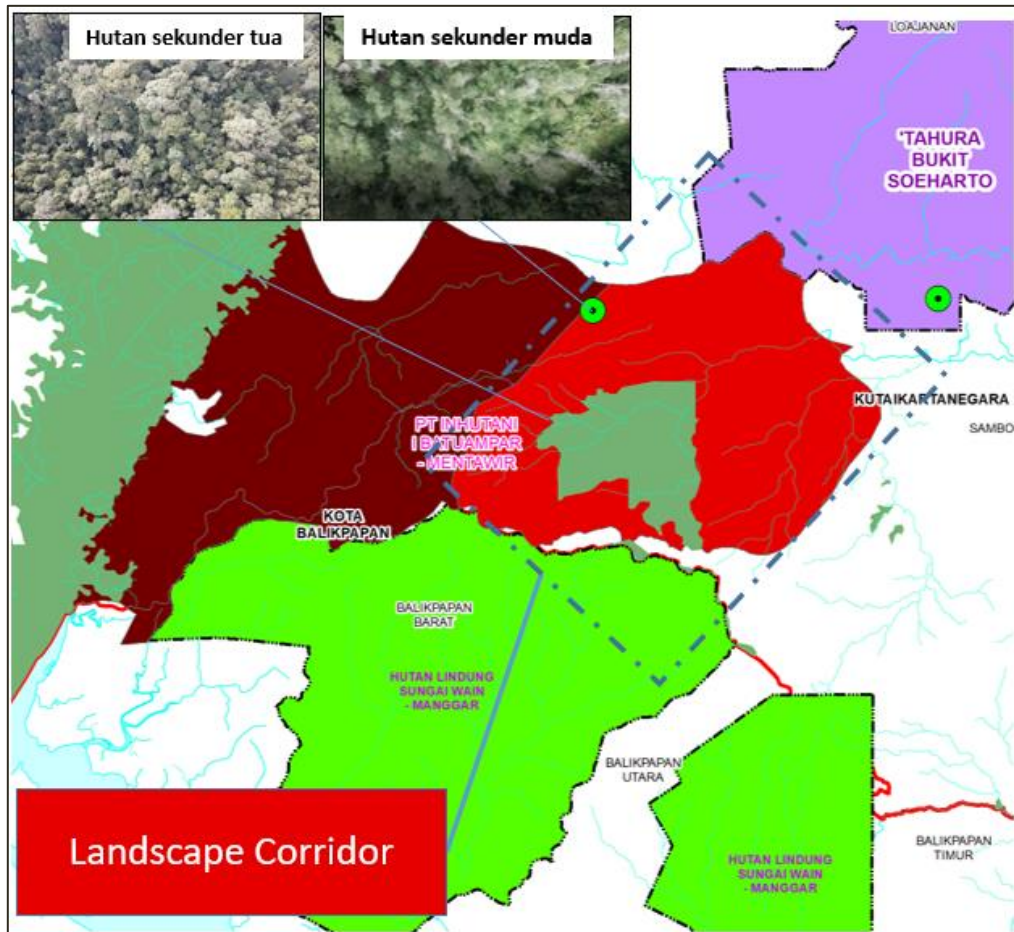 Hutan sekunder tua
Hutan sekunder muda
LOAJANAN
'TAHURA
BUKIT
SOEHARTO
KUTAIKARTANEGARA
SAMBO
PT INHUTANI
I BATUAMPAR
- MENTAWIR
KOTA
BALIKPAPAN
BALIKPAPAN
BARAT
HUTAN LINDUNG
SUNGAI WAIN
- MANGGAR
BALIKPAPAN
UTARA
Landscape Corridor
BALIKPAPAN
TIMUR
HUTAN LINDUNG
SUNGAI WAIN
- MANGGAR